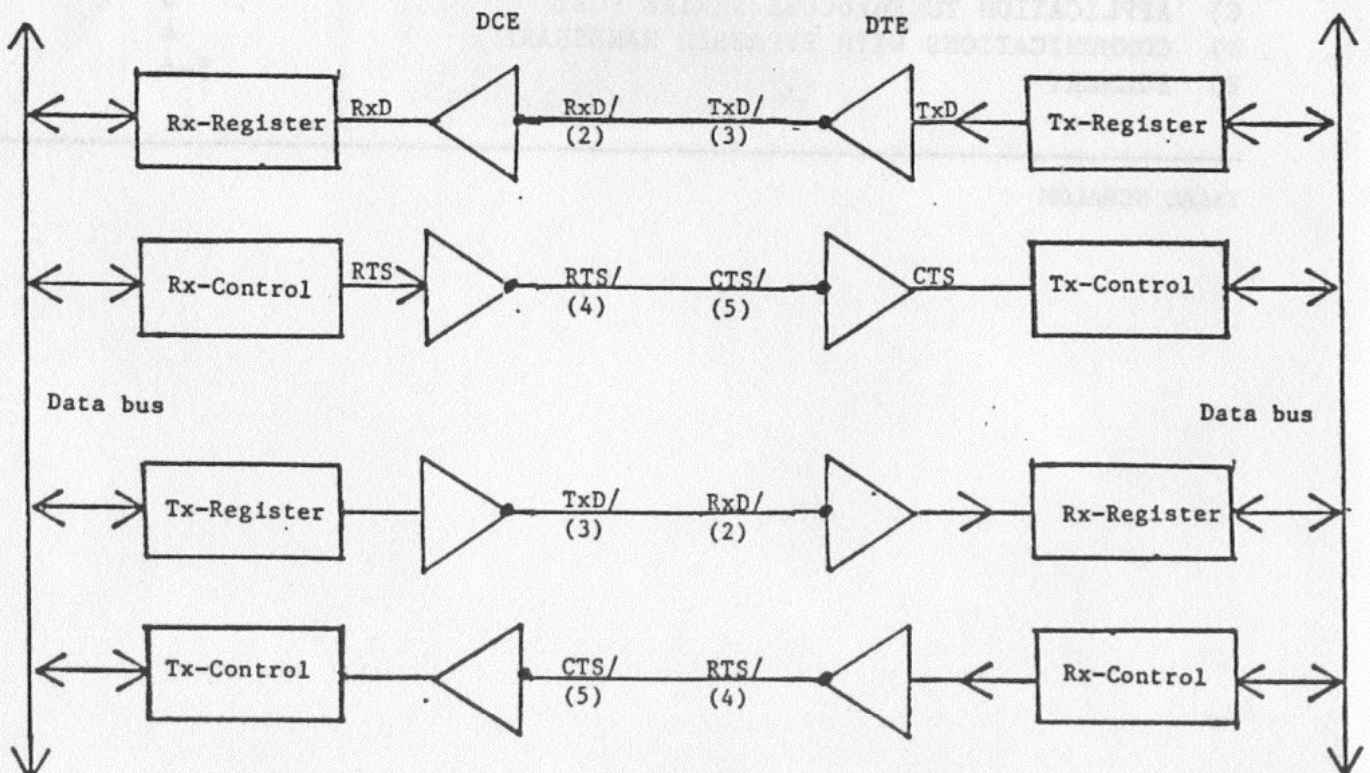 DCE
DTE
Rx-Register
RxD
RxD/
(2)
TxD/
(3)
TxD
Tx-Register
Rx-Control
RTS
RTS/
(4)
CTS/
(5)
CTS
Tx-Control
Data bus
Data bus
Tx-Register
TxD/
(3)
RxD/
(2)
Rx-Register
Tx-Control
CTS/
(5)
RTS/
(4)
Rx-Control